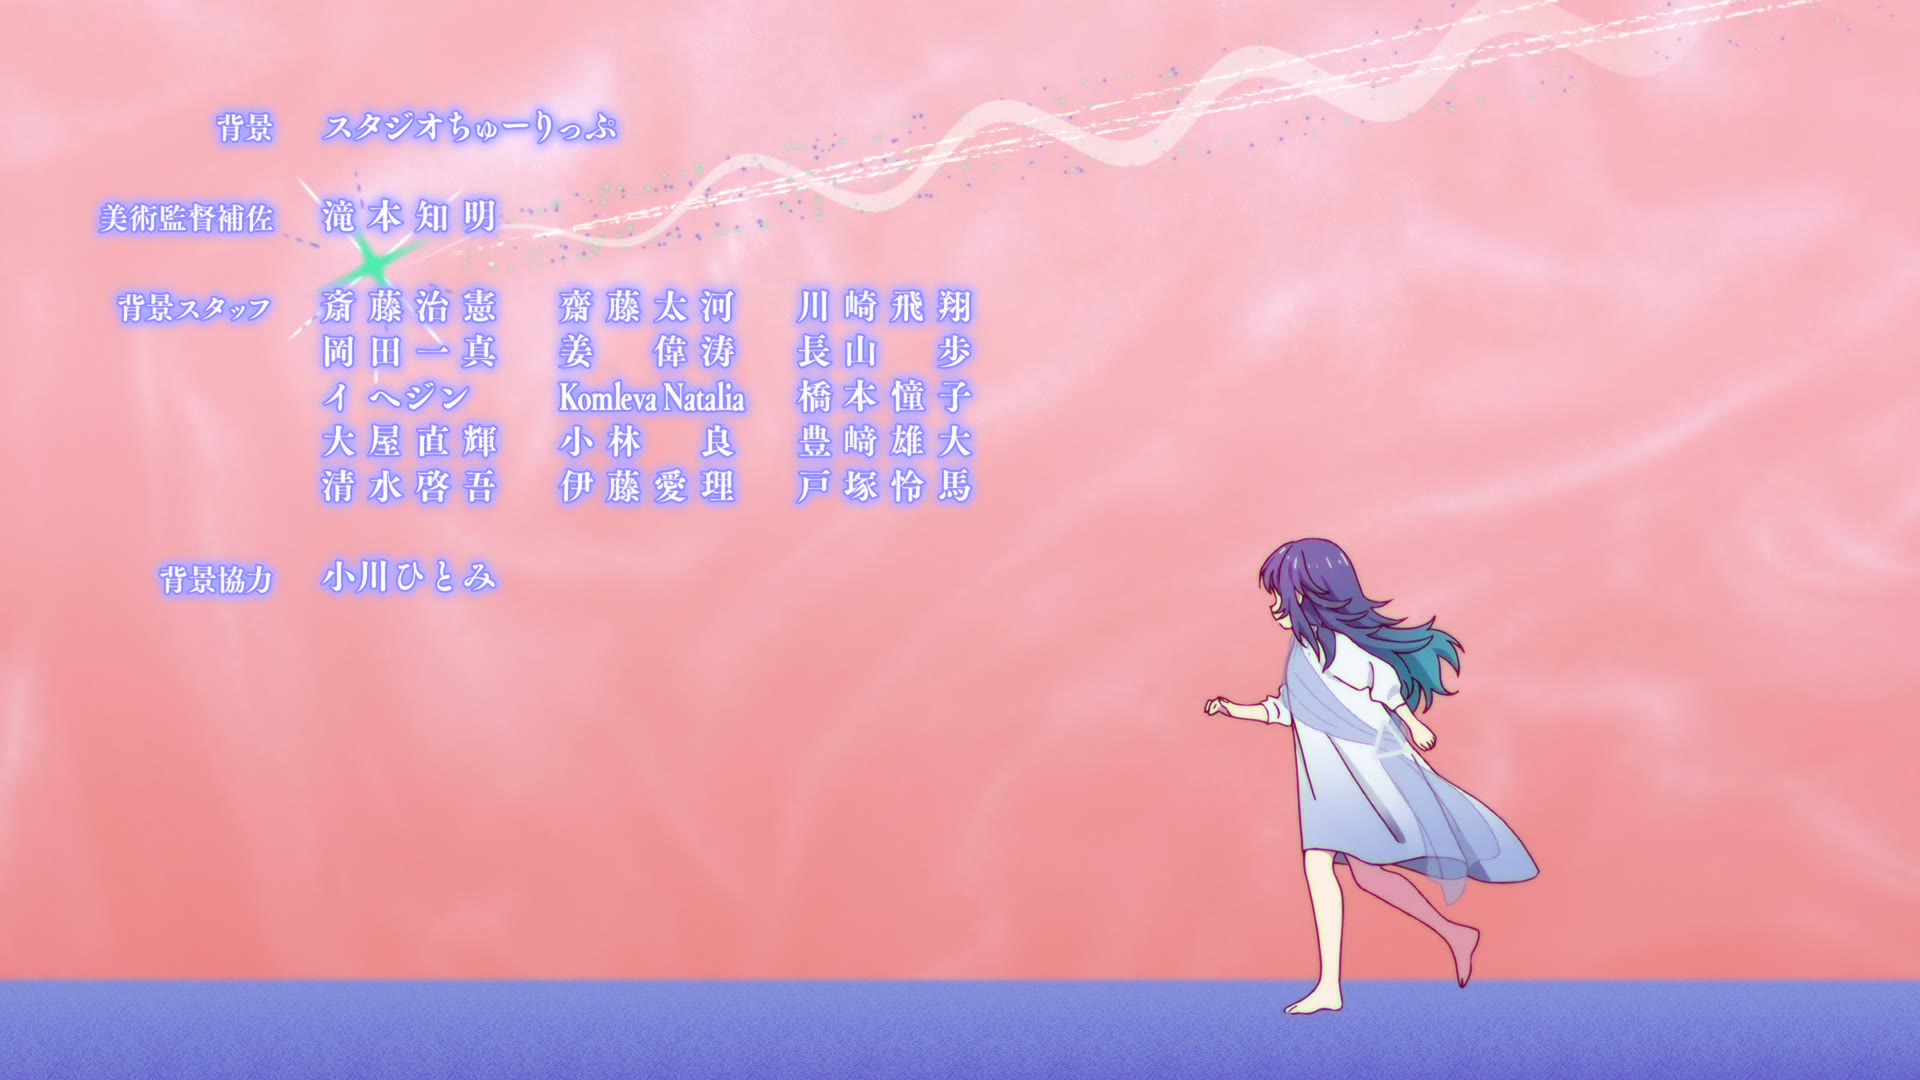 背景 スタジオちゅーりっぷ
美術監督補佐 滝本知明
背景スタッフ 斎藤治憲 齋藤太河 川崎飛翔
岡田一真 姜偉涛 長山歩
イ ヘジン Komleva Natalia 橋本憧子
大屋直輝 小林良 豊﨑雄大
清水啓吾 伊藤愛理 戸塚怜馬
背景協力 小川ひとみ